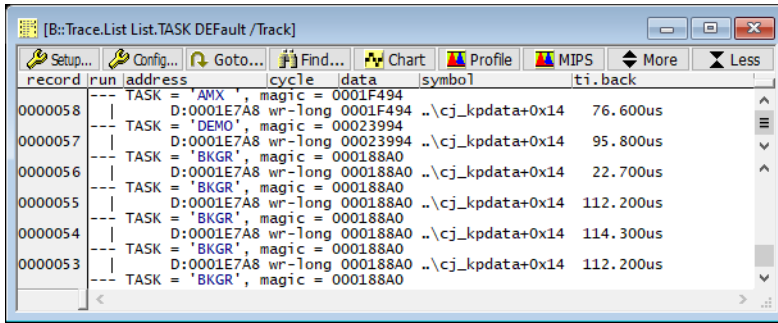 [B::Trace.List List.TASK DEFault /Track]
Setup... Config... Goto... Find... Chart Profile MIPS More Less
record run address cycle data symbol ti.back
--- TASK = 'AMX ', magic = 0001F494
0000058 | D:0001E7A8 wr-long 0001F494 ..\cj_kpdata+0x14 76.600us
--- TASK = 'DEMO', magic = 00023994
0000057 | D:0001E7A8 wr-long 00023994 ..\cj_kpdata+0x14 95.800us
--- TASK = 'BKGR', magic = 000188A0
0000056 | D:0001E7A8 wr-long 000188A0 ..\cj_kpdata+0x14 22.700us
--- TASK = 'BKGR', magic = 000188A0
0000055 | D:0001E7A8 wr-long 000188A0 ..\cj_kpdata+0x14 112.200us
--- TASK = 'BKGR', magic = 000188A0
0000054 | D:0001E7A8 wr-long 000188A0 ..\cj_kpdata+0x14 114.300us
--- TASK = 'BKGR', magic = 000188A0
0000053 | D:0001E7A8 wr-long 000188A0 ..\cj_kpdata+0x14 112.200us
--- TASK = 'BKGR', magic = 000188A0